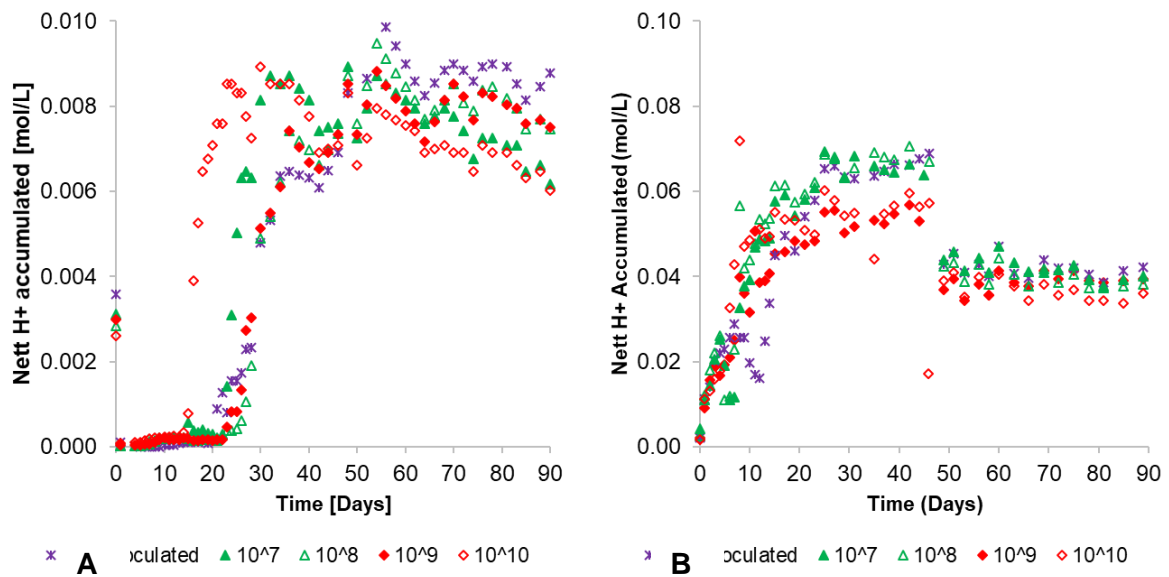 Nett H+ accumulated [mol/L]
0.010
0.008
0.006
0.004
0.002
0.000
0 10 20 30 40 50 60 70 80 90
Time [Days]
oculated 10^7 10^8 10^9 10^10
A
Nett H+ Accumulated (mol/L)
0.10
0.08
0.06
0.04
0.02
0.00
0 10 20 30 40 50 60 70 80 90
Time (Days)
oculated 10^7 10^8 10^9 10^10
B